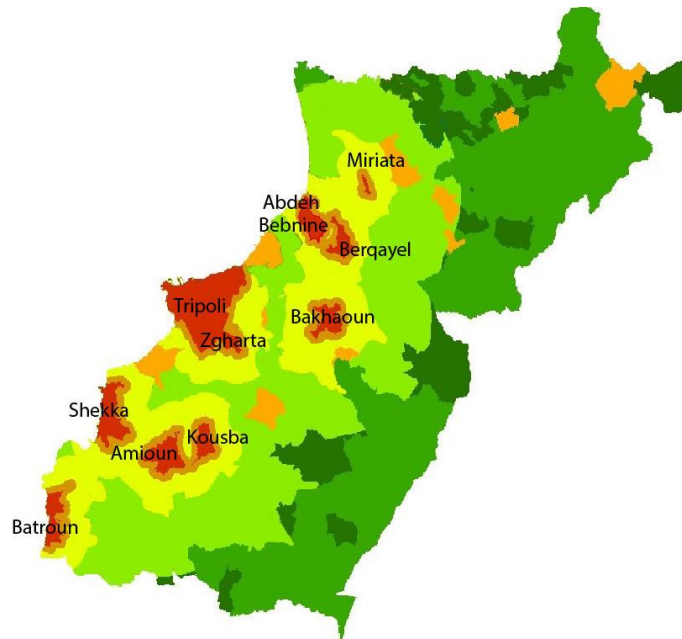 Miriata
Abdeh
Bebnine
Berqayel
Tripoli
Bakhaoun
Zgharta
Shekka
Kousba
Amioun
Batroun